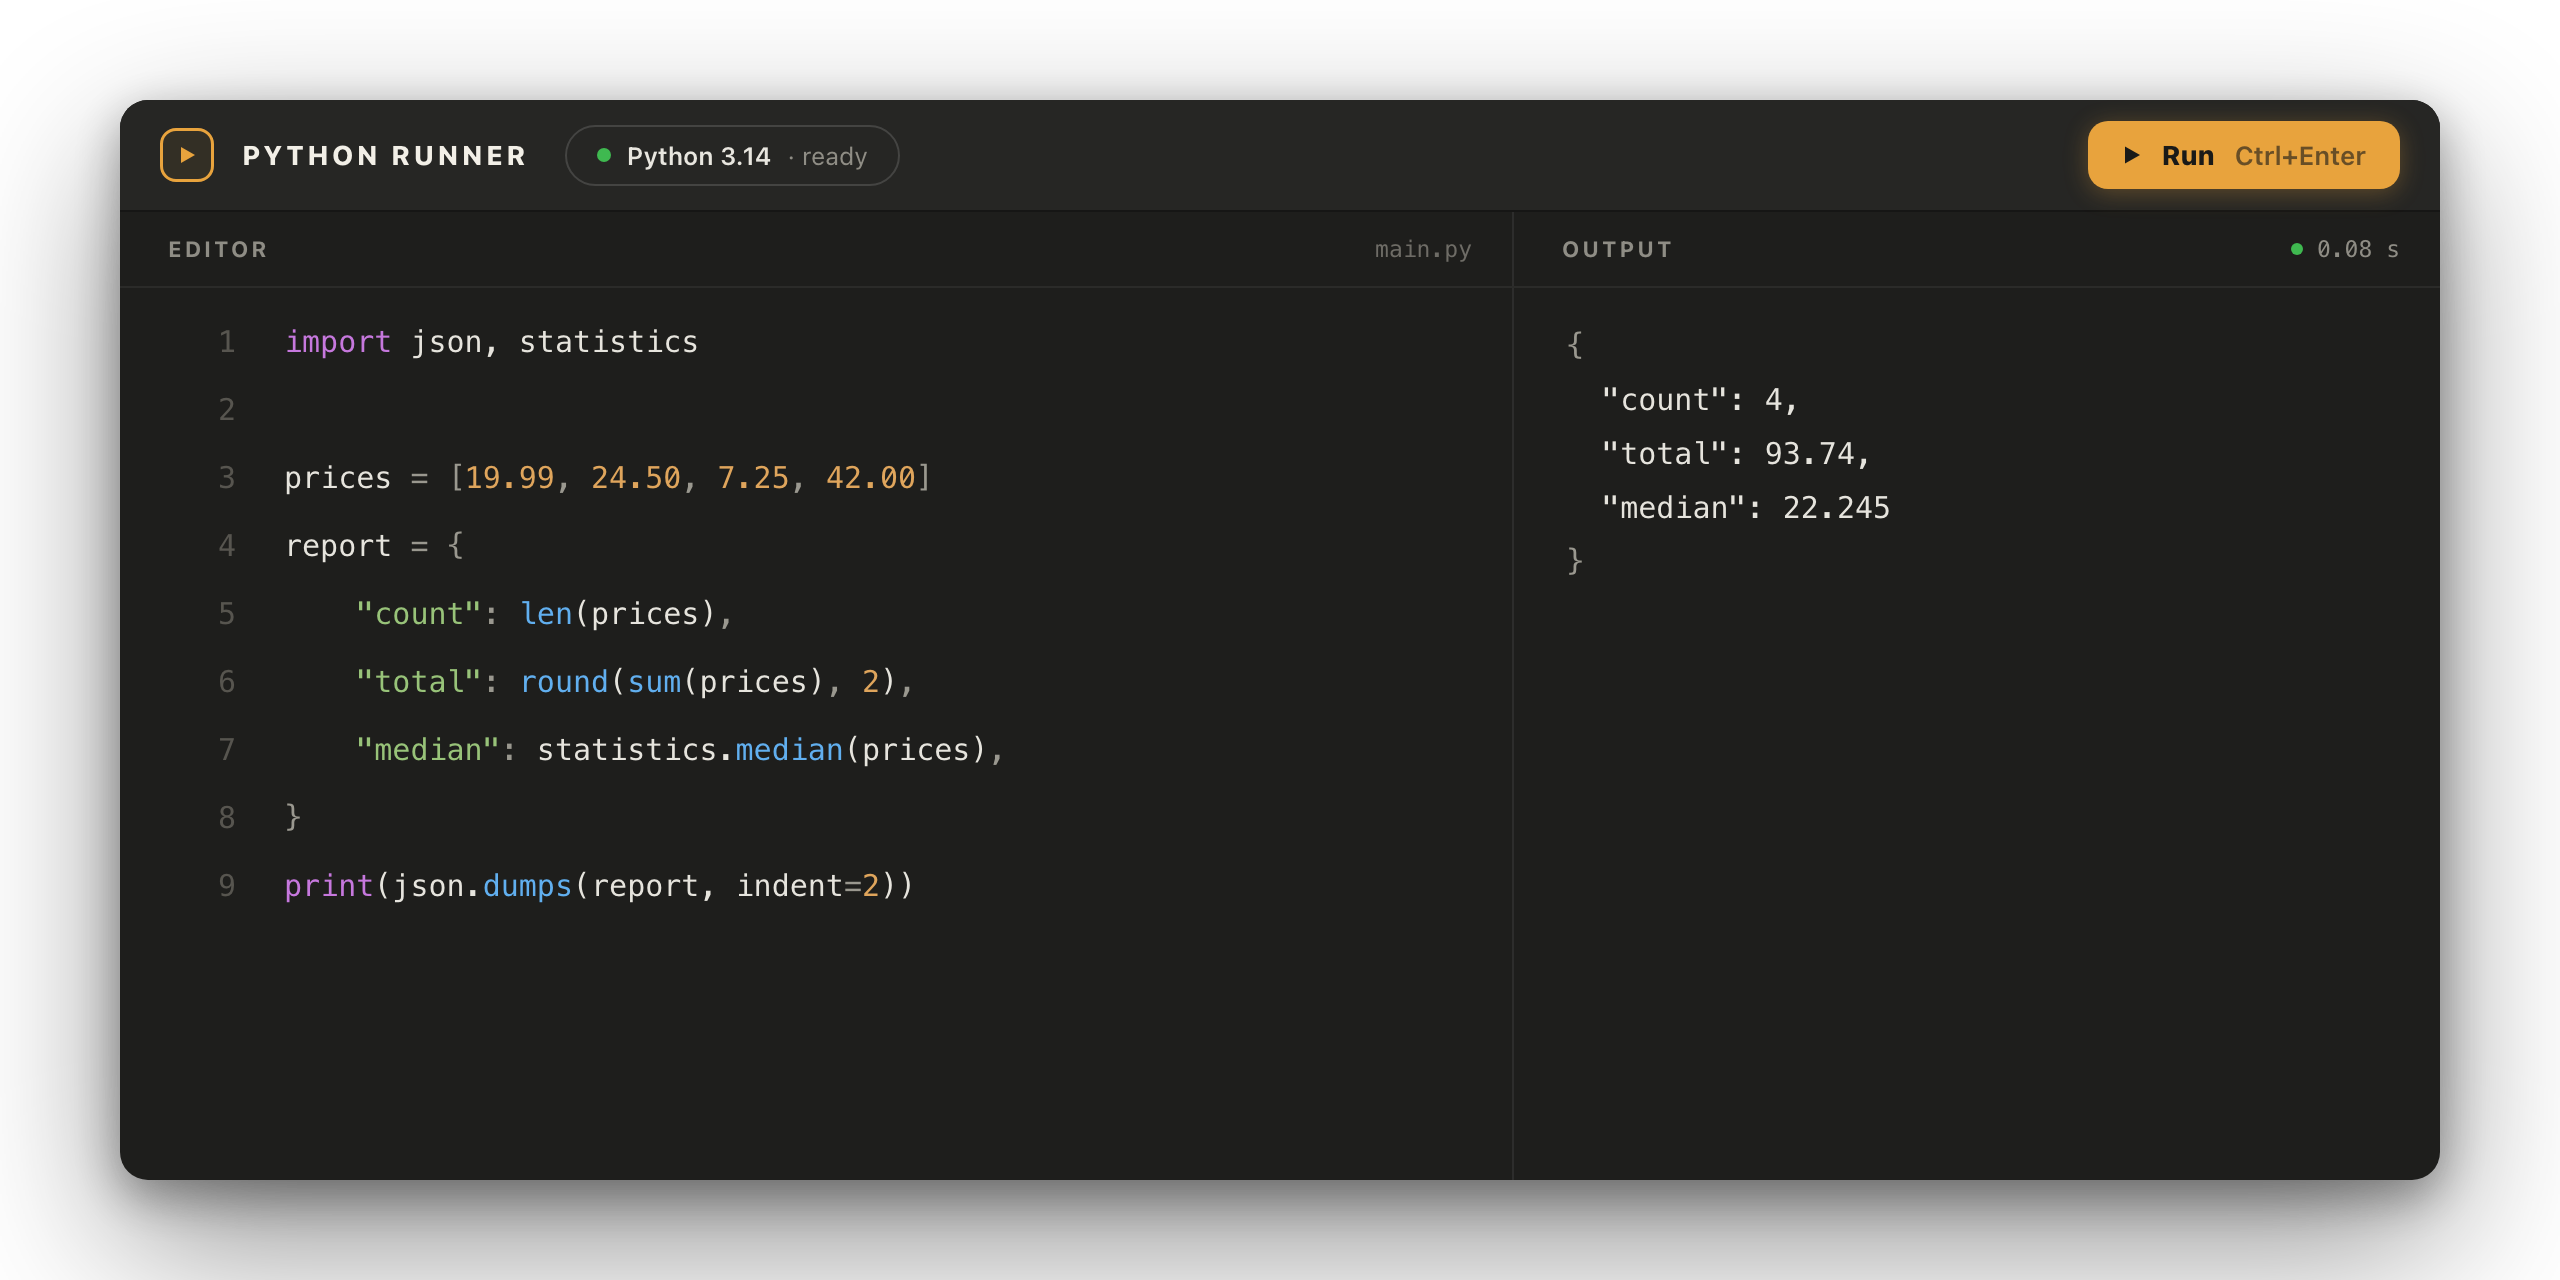 PYTHON RUNNER
Python 3.14 · ready
Run Ctrl+Enter
EDITOR
main.py
1 import json, statistics
2
3 prices = [19.99, 24.50, 7.25, 42.00]
4 report = {
5     "count": len(prices),
6     "total": round(sum(prices), 2),
7     "median": statistics.median(prices),
8 }
9 print(json.dumps(report, indent=2))
OUTPUT
0.08 s
{
  "count": 4,
  "total": 93.74,
  "median": 22.245
}